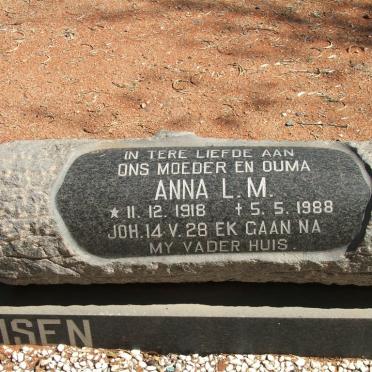 IN TERE LIEFDE AAN
ONS MOEDER EN OUMA
ANNA L. M.
* 11. 12. 1918 ✝ 5. 5. 1988
JOH. 14 V. 28 EK GAAN NA
MY VADER HUIS.